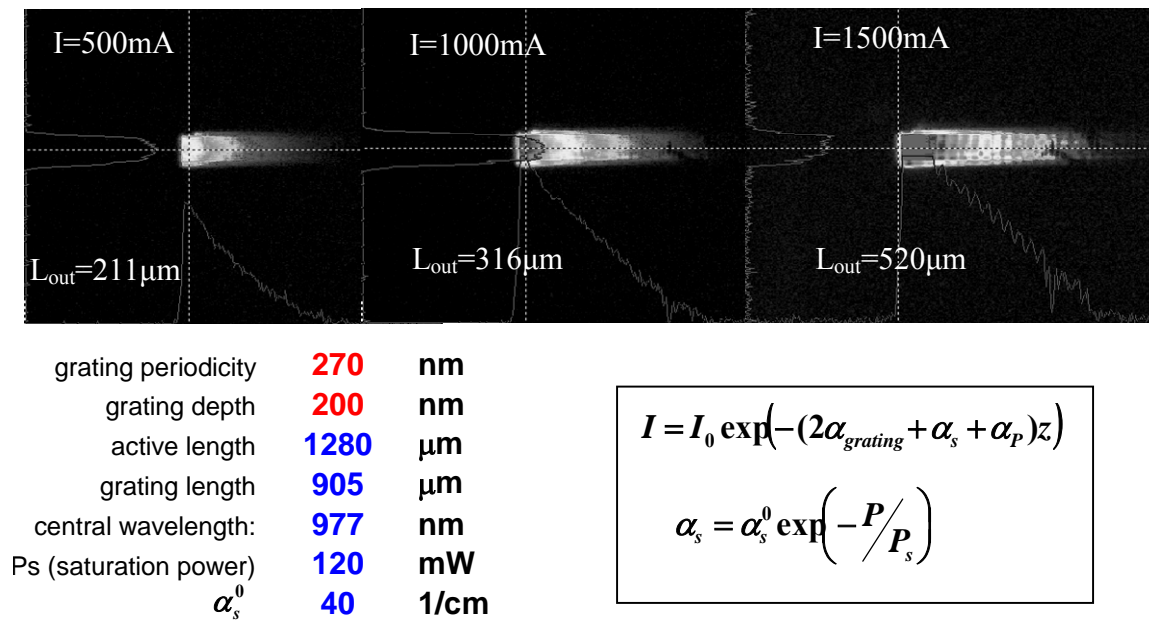 I=500mA
I=1000mA
I=1500mA
Lout=211μm
Lout=316μm
Lout=520μm
grating periodicity 270 nm
grating depth 200 nm
active length 1280 μm
grating length 905 μm
central wavelength: 977 nm
Ps (saturation power) 120 mW
αs0 40 1/cm
I = I0 exp(-(2αgrating + αs + αP)z)
αs = αs0 exp(-P/Ps)